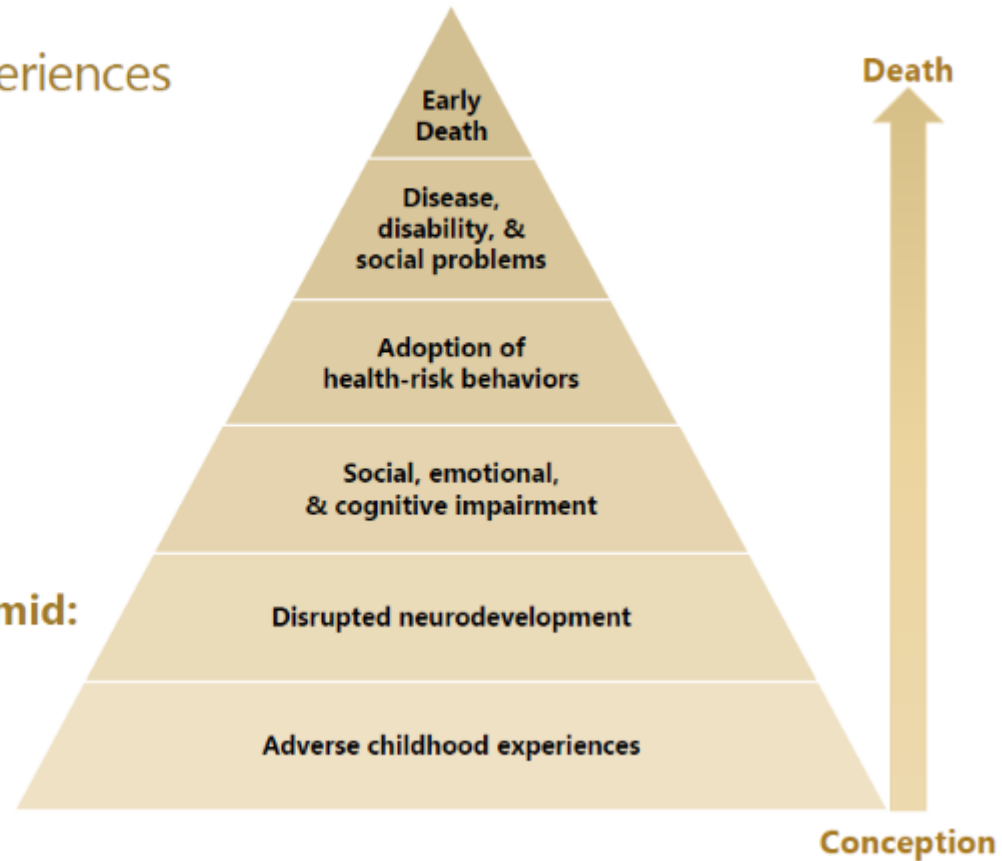 eriences
Death
Early
Death
Disease,
disability, &
social problems
Adoption of
health-risk behaviors
Social, emotional,
& cognitive impairment
mid:
Disrupted neurodevelopment
Adverse childhood experiences
Conception